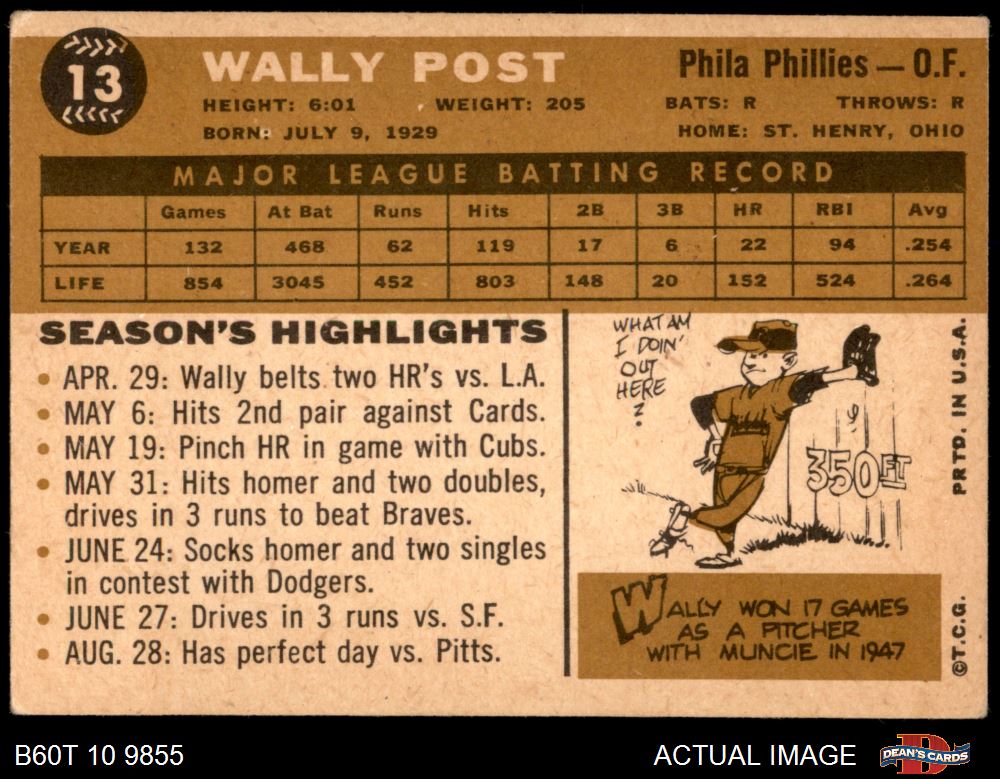 13
WALLY POST
Phila Phillies — O.F.
HEIGHT: 6:01 WEIGHT: 205 BATS: R THROWS: R
BORN: JULY 9, 1929 HOME: ST. HENRY, OHIO
MAJOR LEAGUE BATTING RECORD
Games At Bat Runs Hits 2B 3B HR RBI Avg
YEAR 132 468 62 119 17 6 22 94 .254
LIFE 854 3045 452 803 148 20 152 524 .264
SEASON'S HIGHLIGHTS
• APR. 29: Wally belts two HR's vs. L.A.
• MAY 6: Hits 2nd pair against Cards.
• MAY 19: Pinch HR in game with Cubs.
• MAY 31: Hits homer and two doubles,
drives in 3 runs to beat Braves.
• JUNE 24: Socks homer and two singles
in contest with Dodgers.
• JUNE 27: Drives in 3 runs vs. S.F.
• AUG. 28: Has perfect day vs. Pitts.
WHAT AM
I DOIN'
OUT
HERE
?
350 FT
WALLY WON 17 GAMES
AS A PITCHER
WITH MUNCIE IN 1947
©T.C.G. PRTD. IN U.S.A.
B60T 10 9855
ACTUAL IMAGE
DEAN'S CARDS